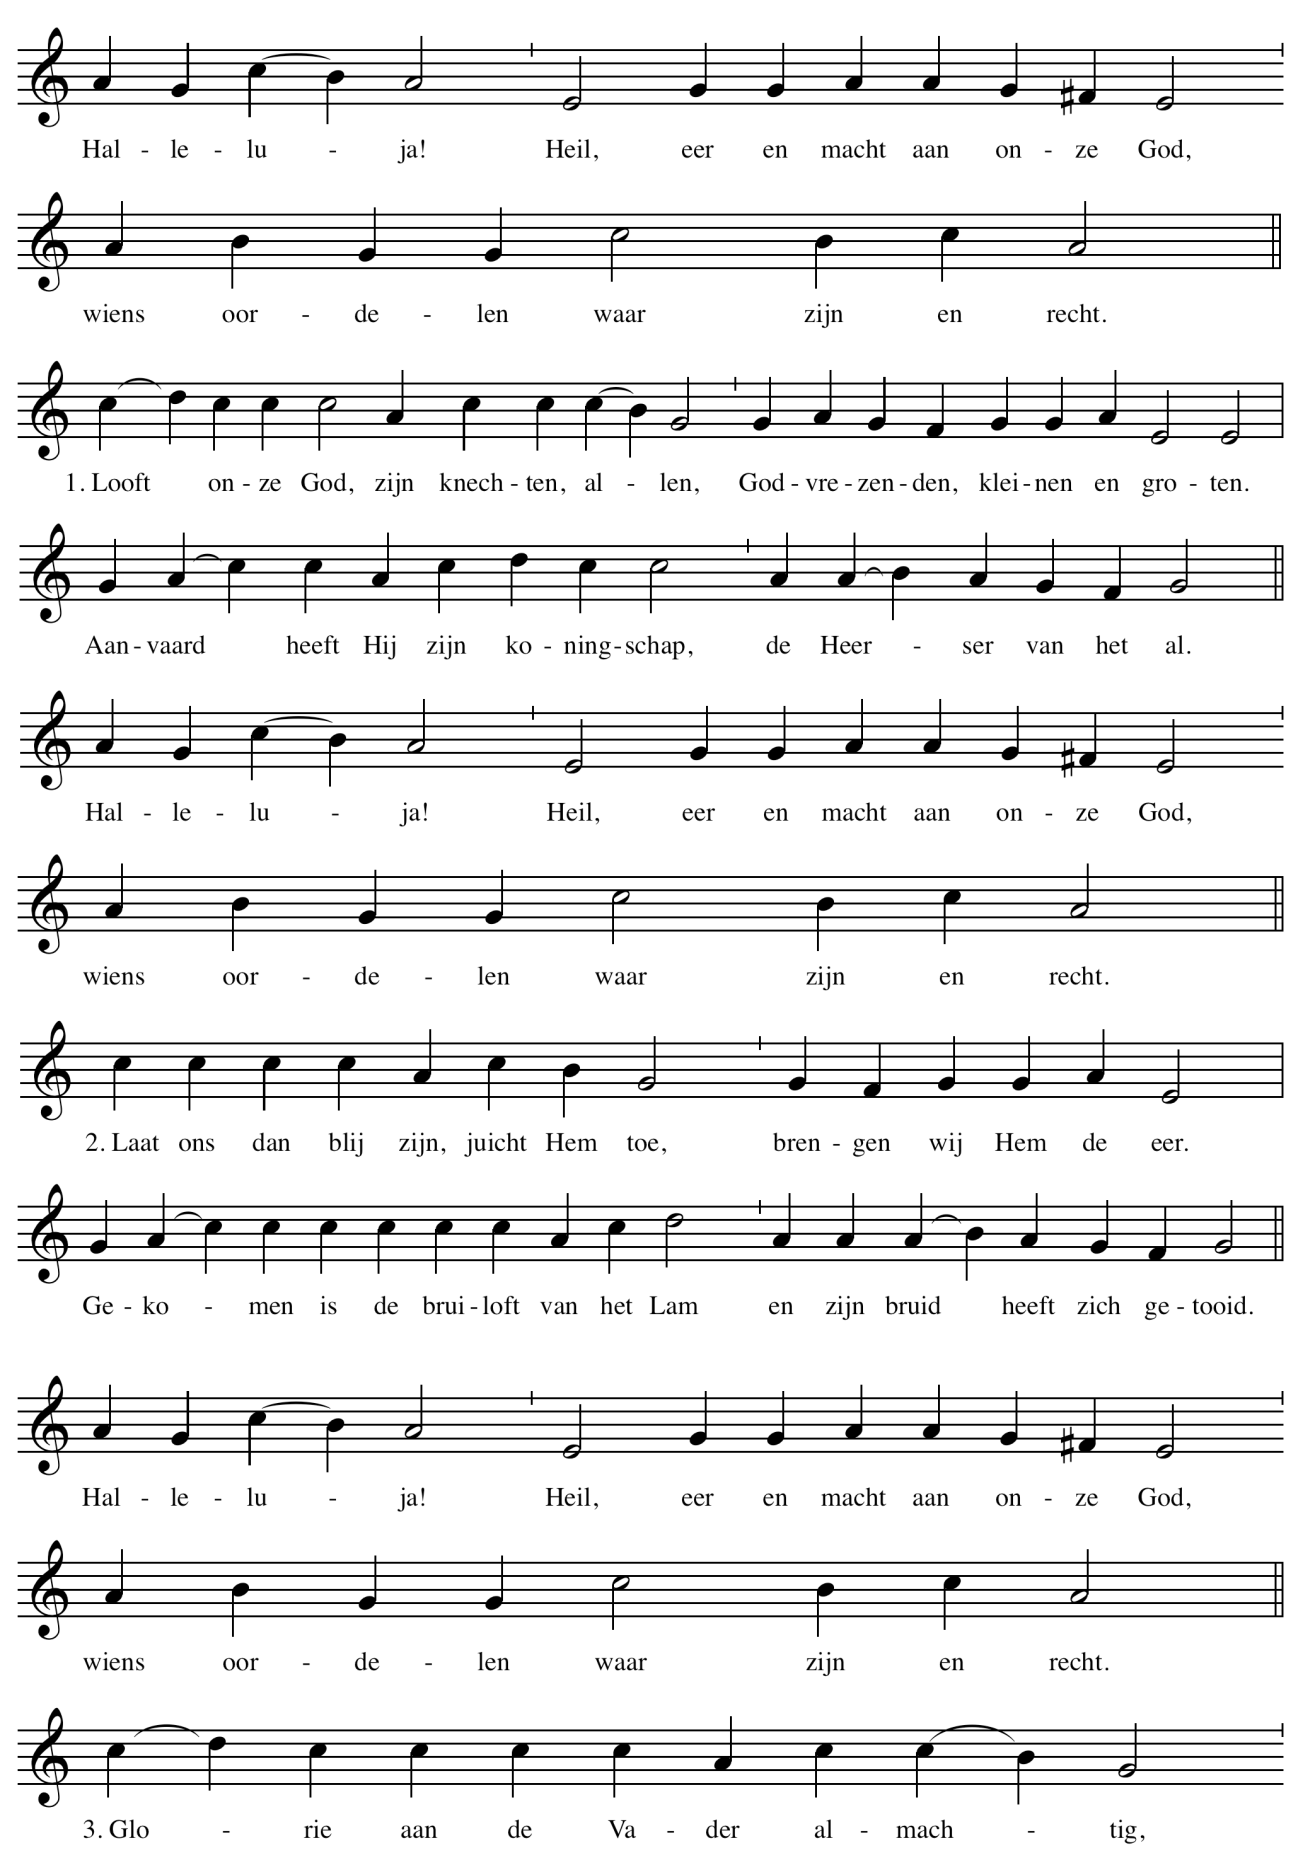 Hal - le - lu - ja! Heil, eer en macht aan on - ze God,
wiens oor - de - len waar zijn en recht.
1. Looft on - ze God, zijn knech - ten, al - len, God - vre - zen - den, klei - nen en gro - ten.
Aan - vaard heeft Hij zijn ko - ning - schap, de Heer - ser van het al.
Hal - le - lu - ja! Heil, eer en macht aan on - ze God,
wiens oor - de - len waar zijn en recht.
2. Laat ons dan blij zijn, juicht Hem toe, bren - gen wij Hem de eer.
Ge - ko - men is de brui - loft van het Lam en zijn bruid heeft zich ge - tooid.
Hal - le - lu - ja! Heil, eer en macht aan on - ze God,
wiens oor - de - len waar zijn en recht.
3. Glo - rie aan de Va - der al - mach - tig,